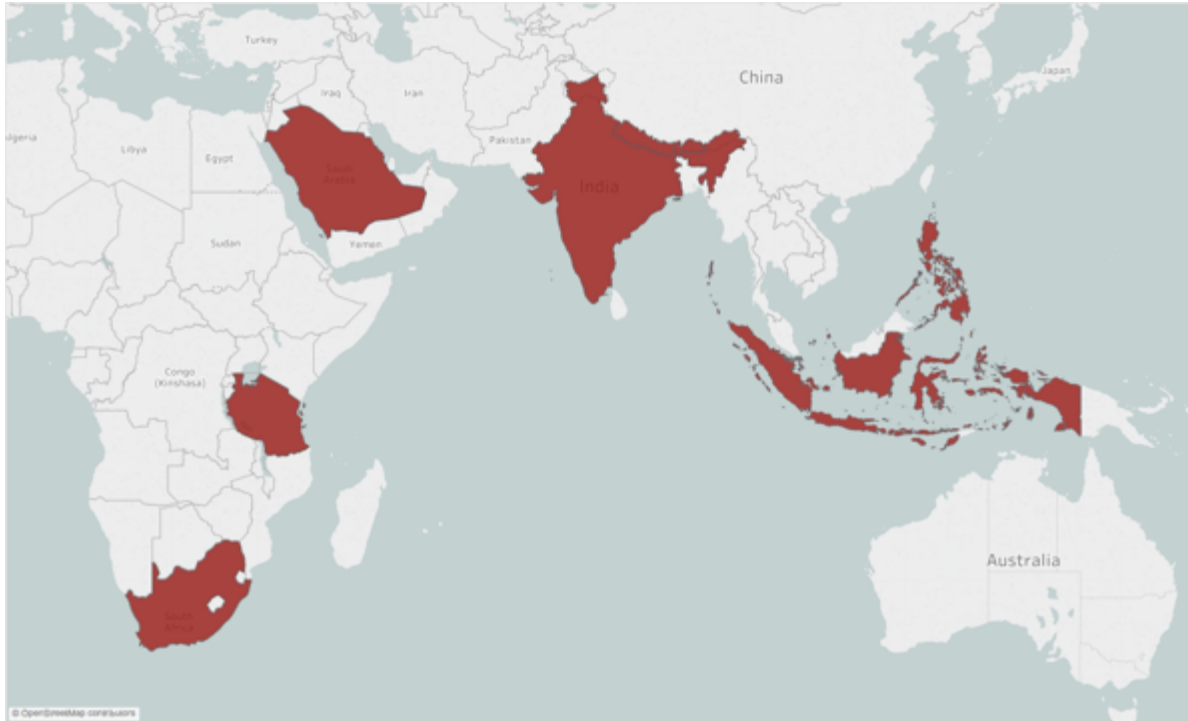 Turkey
China
Japan
Iraq
Iran
Pakistan
lgeria
Libya
Egypt
Saudi
Arabia
India
Sudan
Yemen
Congo
(Kinshasa)
Australia
South
Africa
© OpenStreetMap contributors